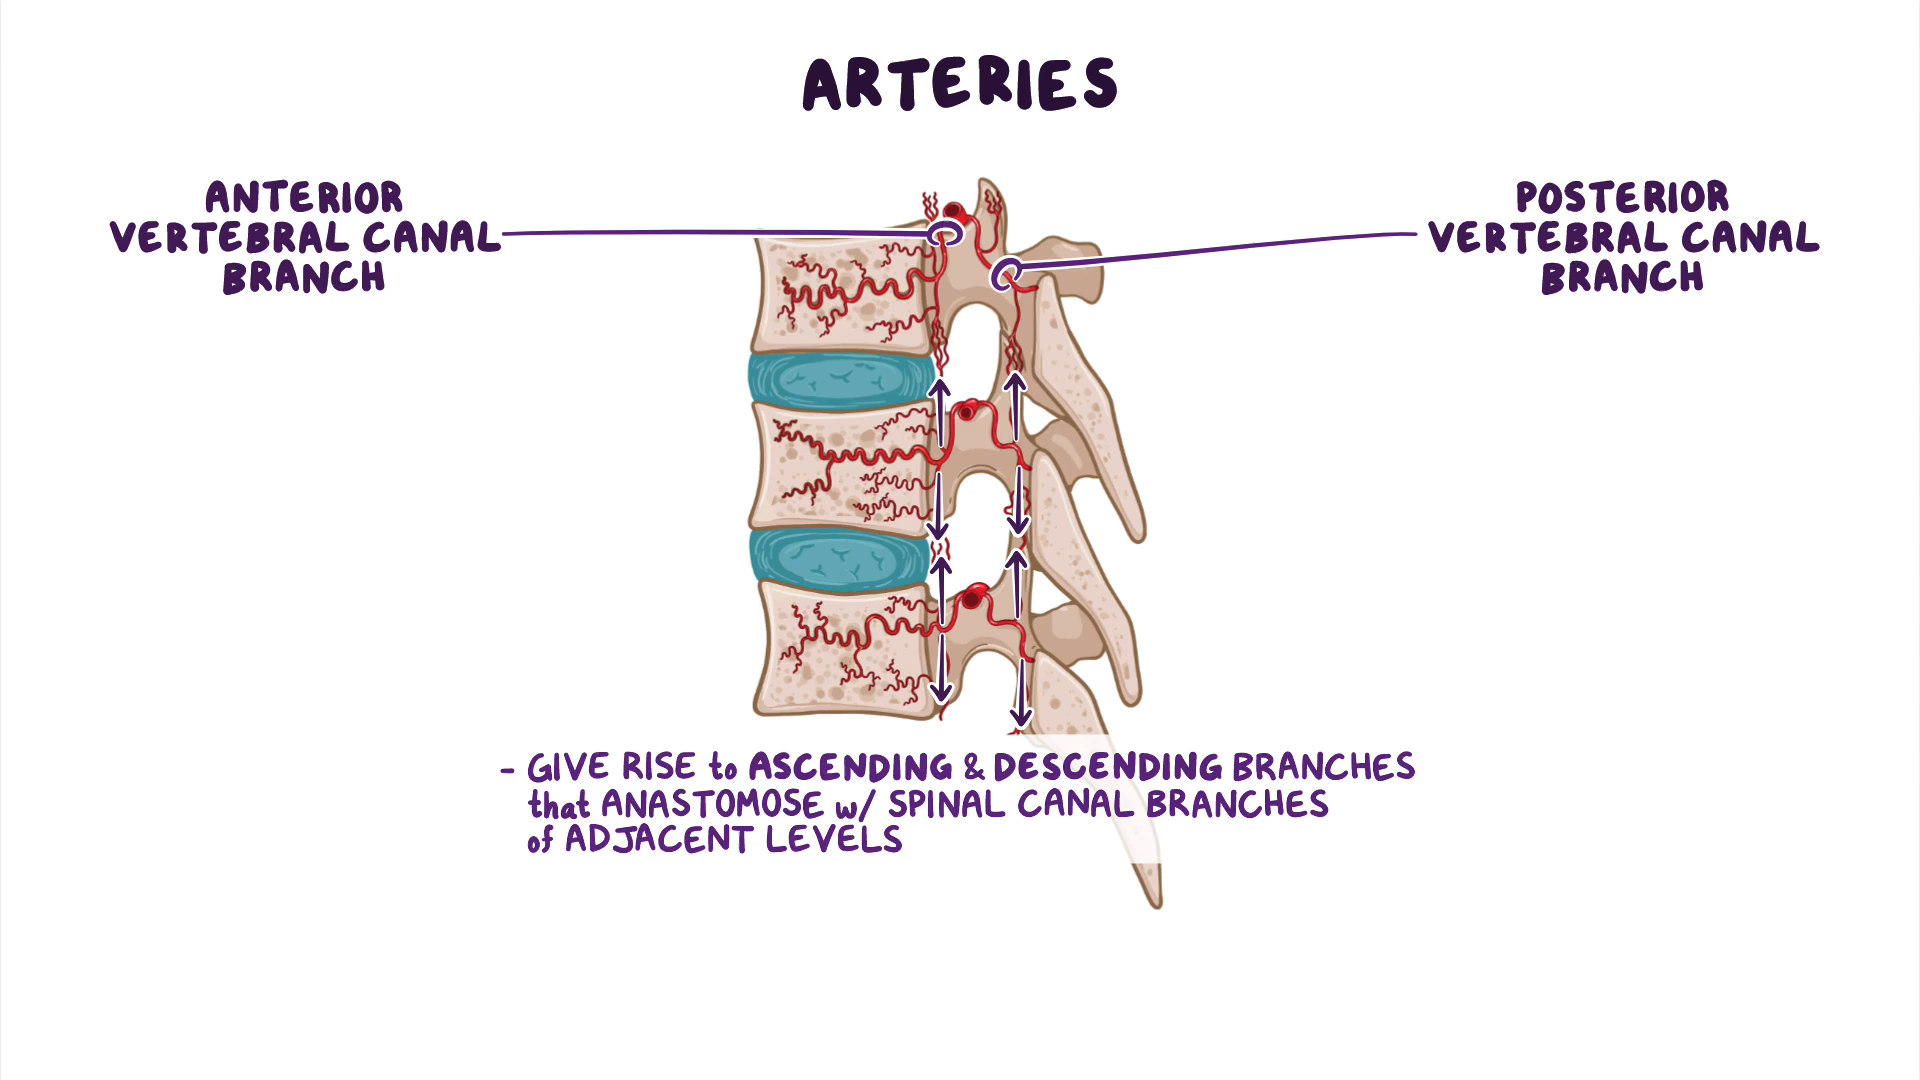 ARTERIES
ANTERIOR
VERTEBRAL CANAL
BRANCH
POSTERIOR
VERTEBRAL CANAL
BRANCH
- GIVE RISE to ASCENDING & DESCENDING BRANCHES
that ANASTOMOSE w/ SPINAL CANAL BRANCHES
of ADJACENT LEVELS